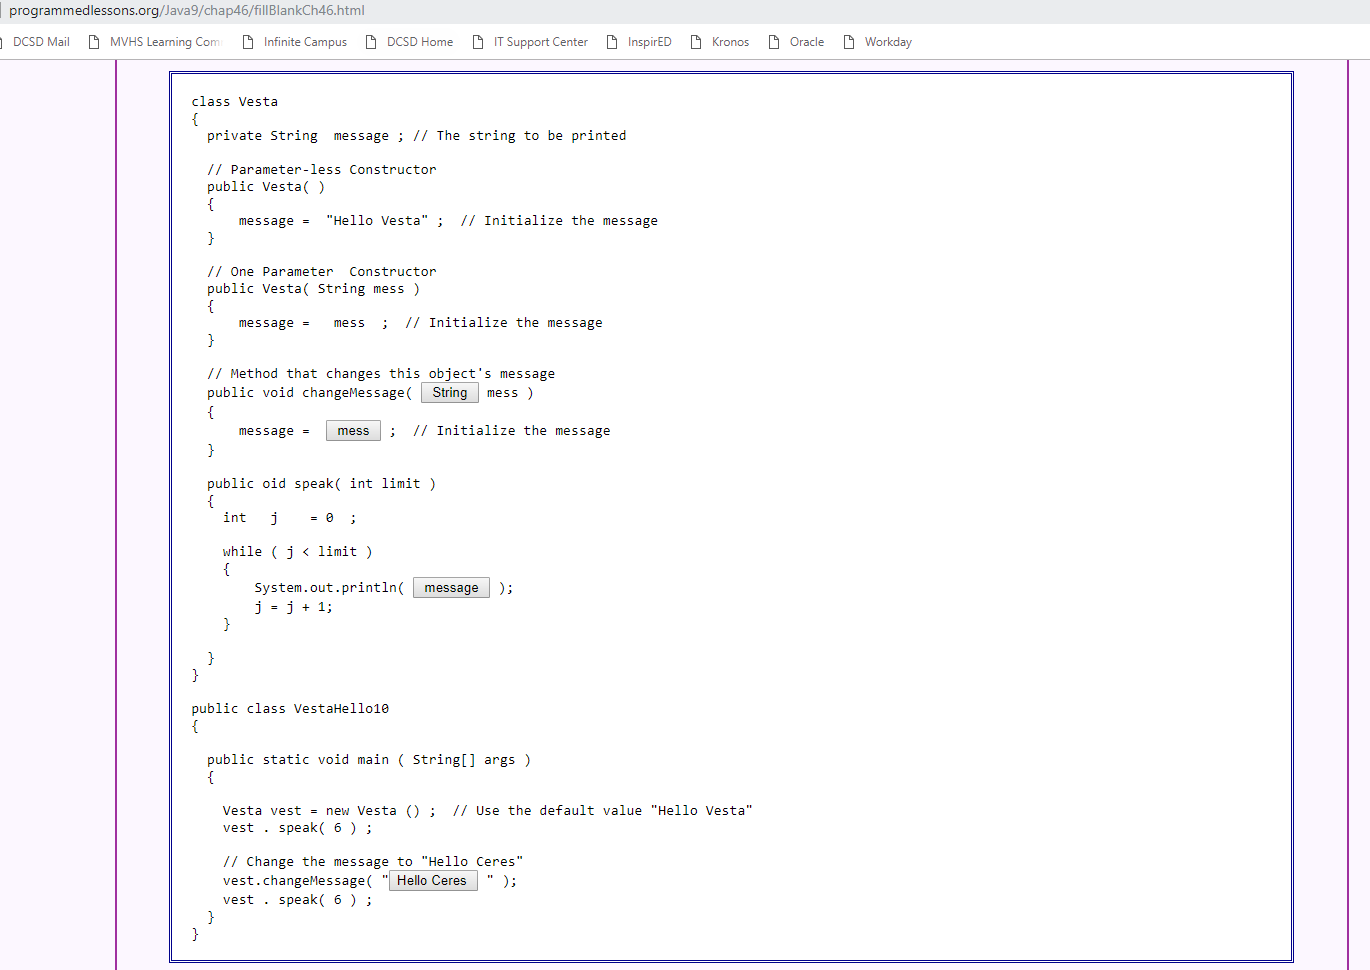 programmedlessons.org/Java9/chap46/fillBlankCh46.html
DCSD Mail MVHS Learning Com Infinite Campus DCSD Home IT Support Center InspirED Kronos Oracle Workday
class Vesta
{
  private String  message ; // The string to be printed
  // Parameter-less Constructor
  public Vesta( )
  {
      message =  "Hello Vesta" ;  // Initialize the message
  }
  // One Parameter  Constructor
  public Vesta( String mess )
  {
      message =   mess  ;  // Initialize the message
  }
  // Method that changes this object's message
  public void changeMessage( String mess )
  {
      message =  mess ;  // Initialize the message
  }
  public oid speak( int limit )
  {
    int   j    = 0  ;
    while ( j < limit )
    {
        System.out.println( message );
        j = j + 1;
    }
  }
}
public class VestaHello10
{
  public static void main ( String[] args )
  {
    Vesta vest = new Vesta () ;  // Use the default value "Hello Vesta"
    vest . speak( 6 ) ;
    // Change the message to "Hello Ceres"
    vest.changeMessage( "Hello Ceres " );
    vest . speak( 6 ) ;
  }
}